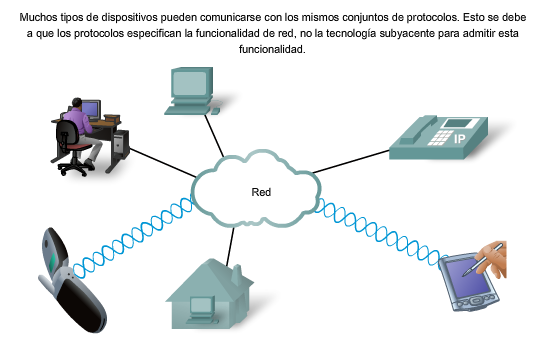 Muchos tipos de dispositivos pueden comunicarse con los mismos conjuntos de protocolos. Esto se debe
a que los protocolos especifican la funcionalidad de red, no la tecnología subyacente para admitir esta
funcionalidad.
IP
Red